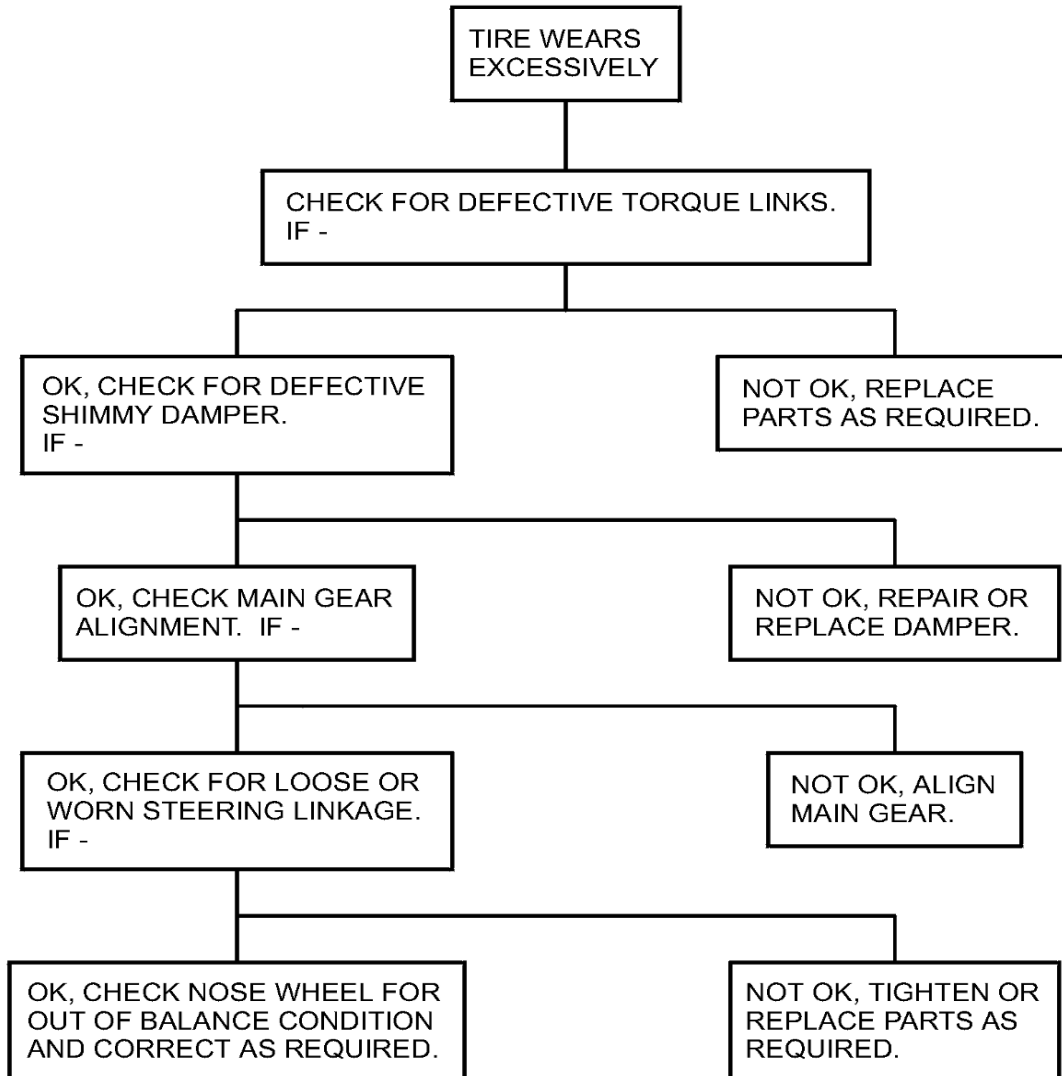 TIRE WEARS
EXCESSIVELY
CHECK FOR DEFECTIVE TORQUE LINKS.
IF -
OK, CHECK FOR DEFECTIVE
SHIMMY DAMPER.
IF -
NOT OK, REPLACE
PARTS AS REQUIRED.
OK, CHECK MAIN GEAR
ALIGNMENT.  IF -
NOT OK, REPAIR OR
REPLACE DAMPER.
OK, CHECK FOR LOOSE OR
WORN STEERING LINKAGE.
IF -
NOT OK, ALIGN
MAIN GEAR.
OK, CHECK NOSE WHEEL FOR
OUT OF BALANCE CONDITION
AND CORRECT AS REQUIRED.
NOT OK, TIGHTEN OR
REPLACE PARTS AS
REQUIRED.